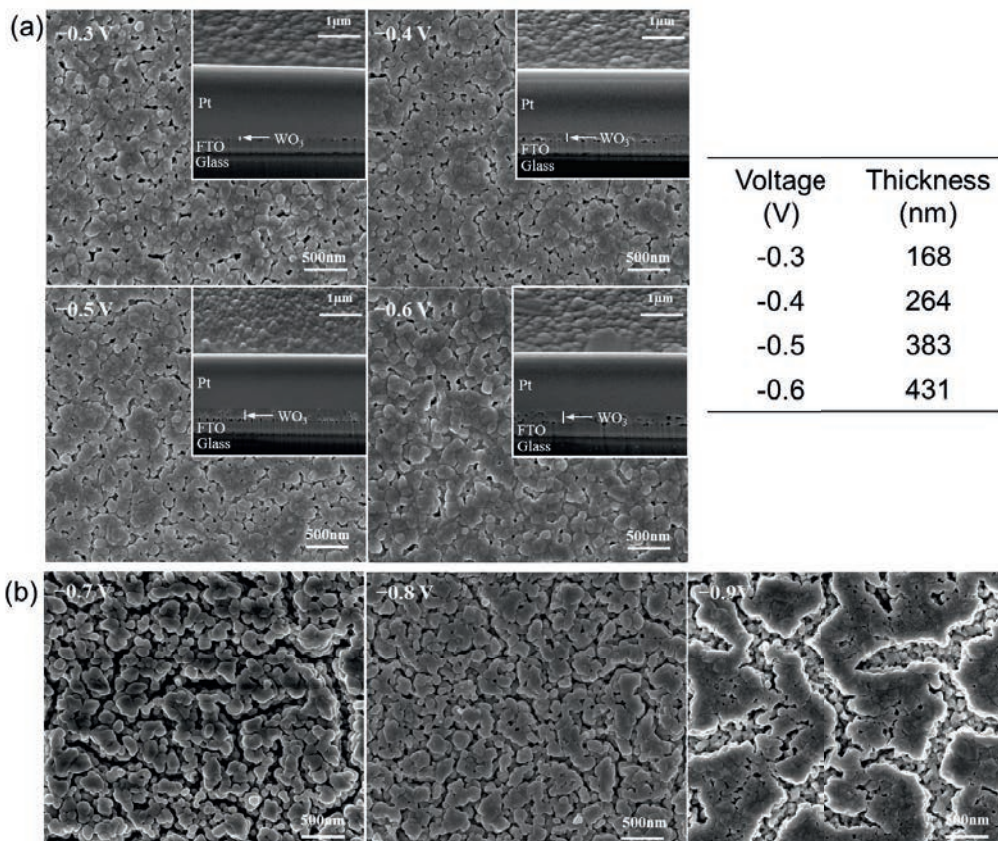 (a)
−0.3 V
1μm
Pt
WO3
FTO
Glass
500nm
−0.4 V
1μm
Pt
WO3
FTO
Glass
500nm
−0.5 V
1μm
Pt
WO3
FTO
Glass
500nm
−0.6 V
1μm
Pt
WO3
FTO
Glass
500nm
Voltage Thickness
(V) (nm)
-0.3 168
-0.4 264
-0.5 383
-0.6 431
(b)
−0.7 V
500nm
−0.8 V
500nm
−0.9V
500nm